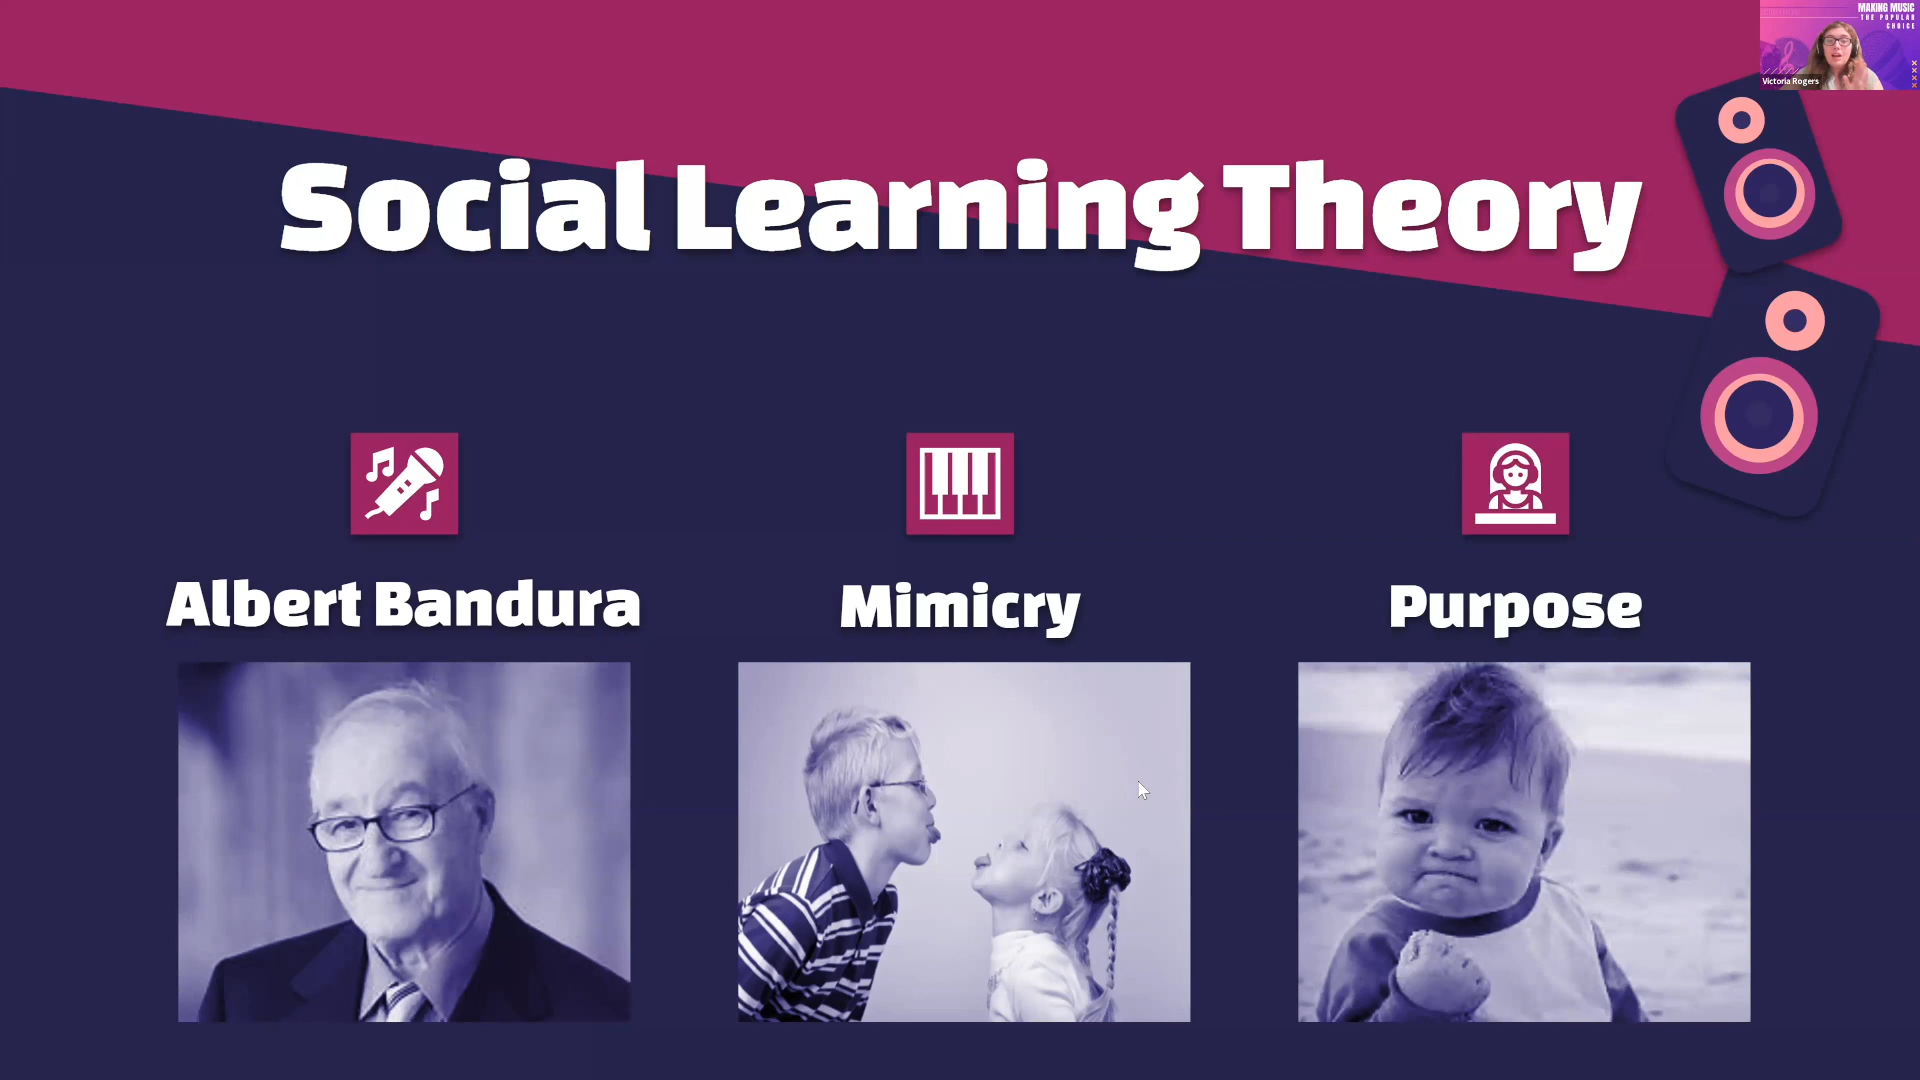 MAKING MUSIC
THE POPULAR
CHOICE
Victoria Rogers
Social Learning Theory
Albert Bandura
Mimicry
Purpose